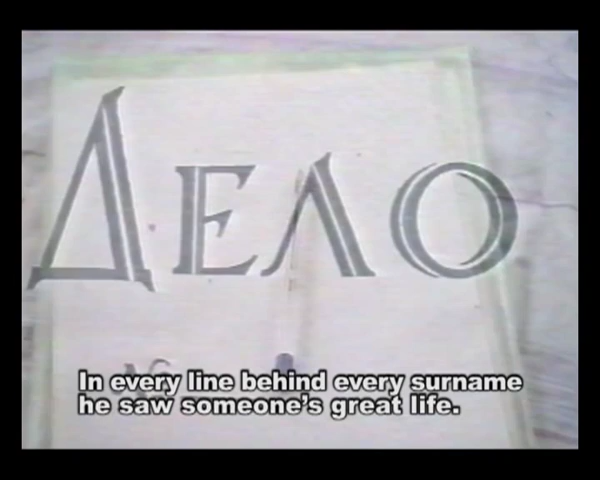 ДЕЛО
In every line behind every surname
he saw someone's great life.